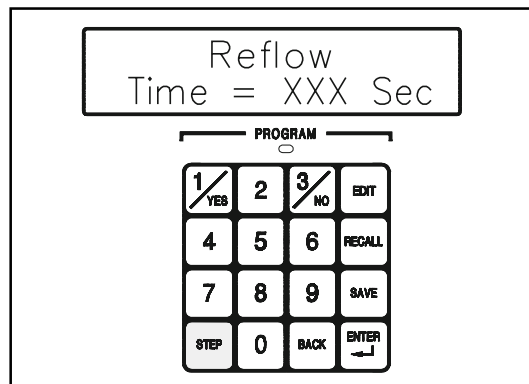 Reflow
Time = XXX Sec
PROGRAM
1/YES 2 3/NO EDIT
4 5 6 RECALL
7 8 9 SAVE
STEP 0 BACK ENTER